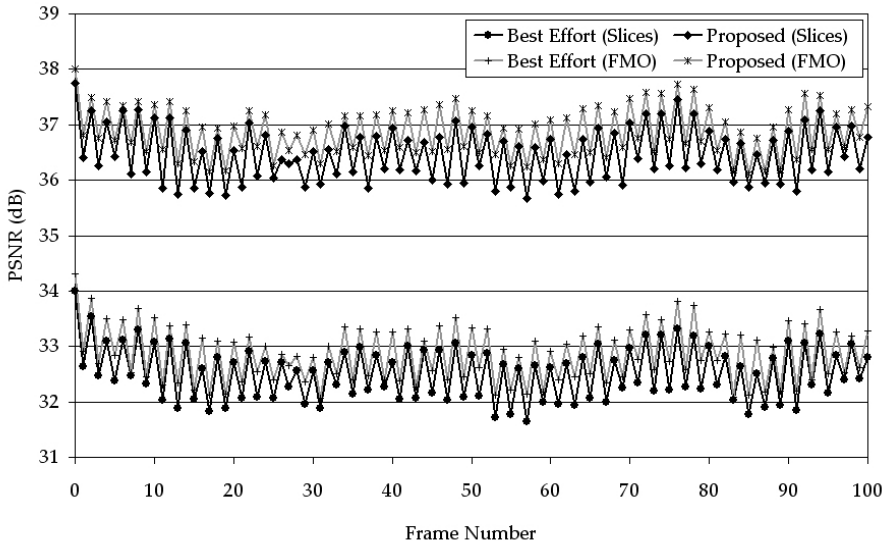 39
38
37
36
35
34
33
32
31
PSNR (dB)
Best Effort (Slices)
Proposed (Slices)
Best Effort (FMO)
Proposed (FMO)
0 10 20 30 40 50 60 70 80 90 100
Frame Number